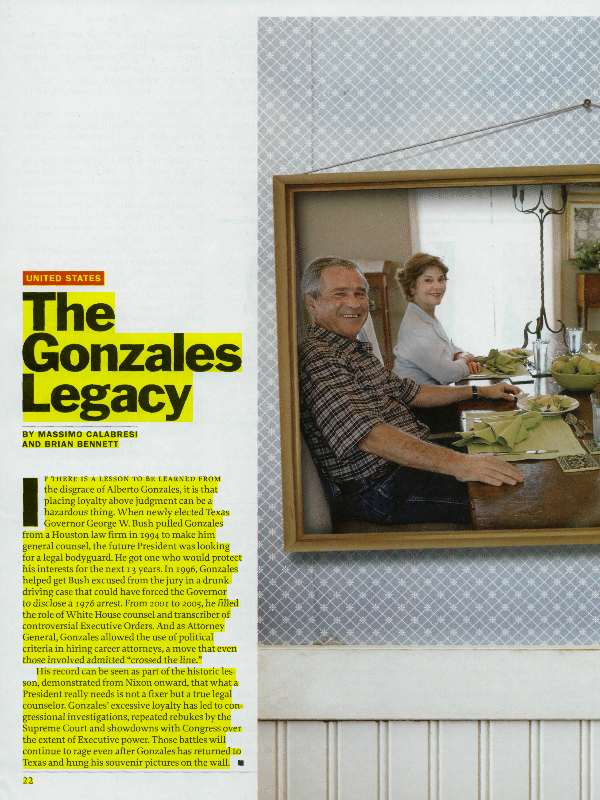 UNITED STATES
The
Gonzales
Legacy
BY MASSIMO CALABRESI
AND BRIAN BENNETT
IF THERE IS A LESSON TO BE LEARNED FROM
the disgrace of Alberto Gonzales, it is that
placing loyalty above judgment can be a
hazardous thing. When newly elected Texas
Governor George W. Bush pulled Gonzales
from a Houston law firm in 1994 to make him
general counsel, the future President was looking
for a legal bodyguard. He got one who would protect
his interests for the next 13 years. In 1996, Gonzales
helped get Bush excused from the jury in a drunk-
driving case that could have forced the Governor
to disclose a 1976 arrest. From 2001 to 2005, he filled
the role of White House counsel and transcriber of
controversial Executive Orders. And as Attorney
General, Gonzales allowed the use of political
criteria in hiring career attorneys, a move that even
those involved admitted “crossed the line.”
His record can be seen as part of the historic les-
son, demonstrated from Nixon onward, that what a
President really needs is not a fixer but a true legal
counselor. Gonzales’ excessive loyalty has led to con-
gressional investigations, repeated rebukes by the
Supreme Court and showdowns with Congress over
the extent of Executive power. Those battles will
continue to rage even after Gonzales has returned to
Texas and hung his souvenir pictures on the wall.
22